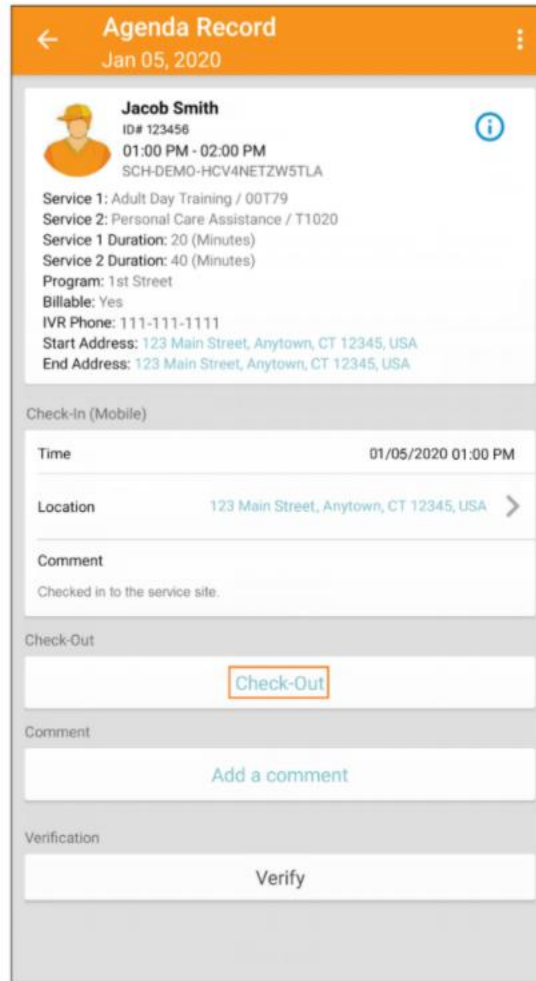 Agenda Record
Jan 05, 2020
Jacob Smith
ID# 123456
01:00 PM - 02:00 PM
SCH-DEMO-HCV4NETZW5TLA
Service 1: Adult Day Training / 00T79
Service 2: Personal Care Assistance / T1020
Service 1 Duration: 20 (Minutes)
Service 2 Duration: 40 (Minutes)
Program: 1st Street
Billable: Yes
IVR Phone: 111-111-1111
Start Address: 123 Main Street, Anytown, CT 12345, USA
End Address: 123 Main Street, Anytown, CT 12345, USA
Check-In (Mobile)
Time 01/05/2020 01:00 PM
Location 123 Main Street, Anytown, CT 12345, USA
Comment
Checked in to the service site.
Check-Out
Check-Out
Comment
Add a comment
Verification
Verify